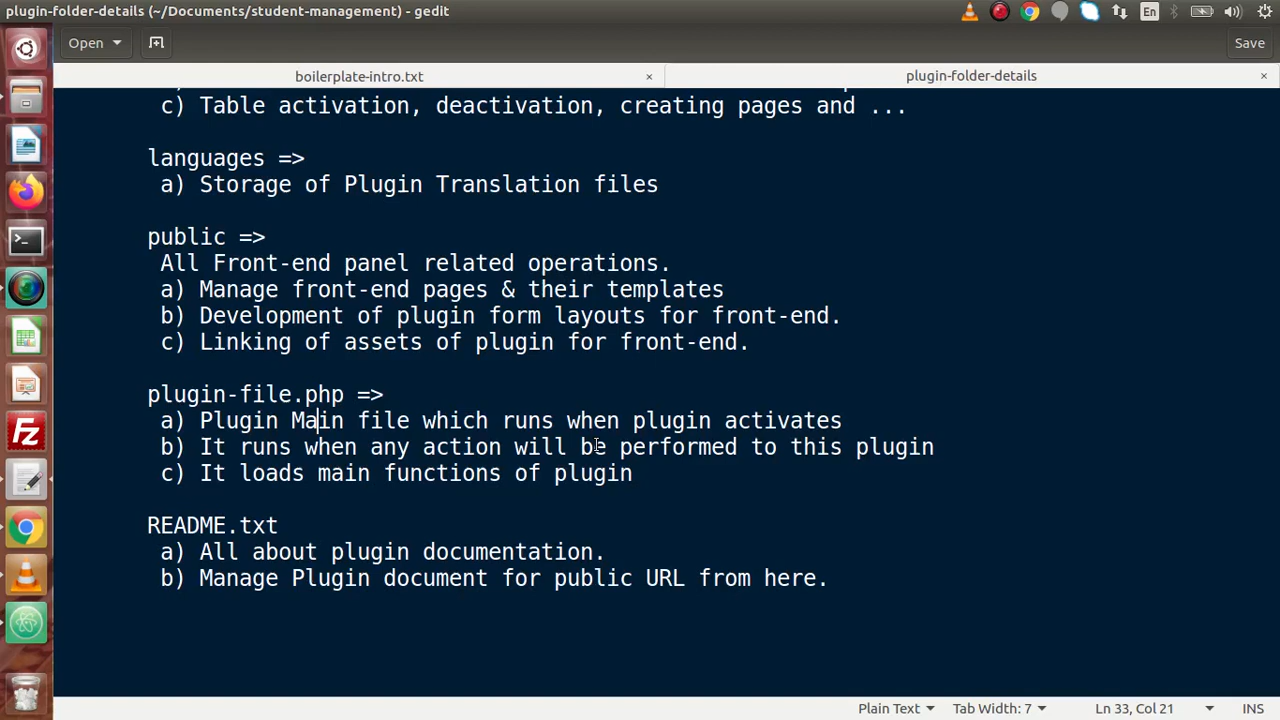 plugin-folder-details (~/Documents/student-management) - gedit
En
Open
Save
boilerplate-intro.txt ×
plugin-folder-details ×
c) Table activation, deactivation, creating pages and ...
languages =>
a) Storage of Plugin Translation files
public =>
All Front-end panel related operations.
a) Manage front-end pages & their templates
b) Development of plugin form layouts for front-end.
c) Linking of assets of plugin for front-end.
plugin-file.php =>
a) Plugin Main file which runs when plugin activates
b) It runs when any action will be performed to this plugin
c) It loads main functions of plugin
README.txt
a) All about plugin documentation.
b) Manage Plugin document for public URL from here.
Fz
Plain Text Tab Width: 7 Ln 33, Col 21 INS